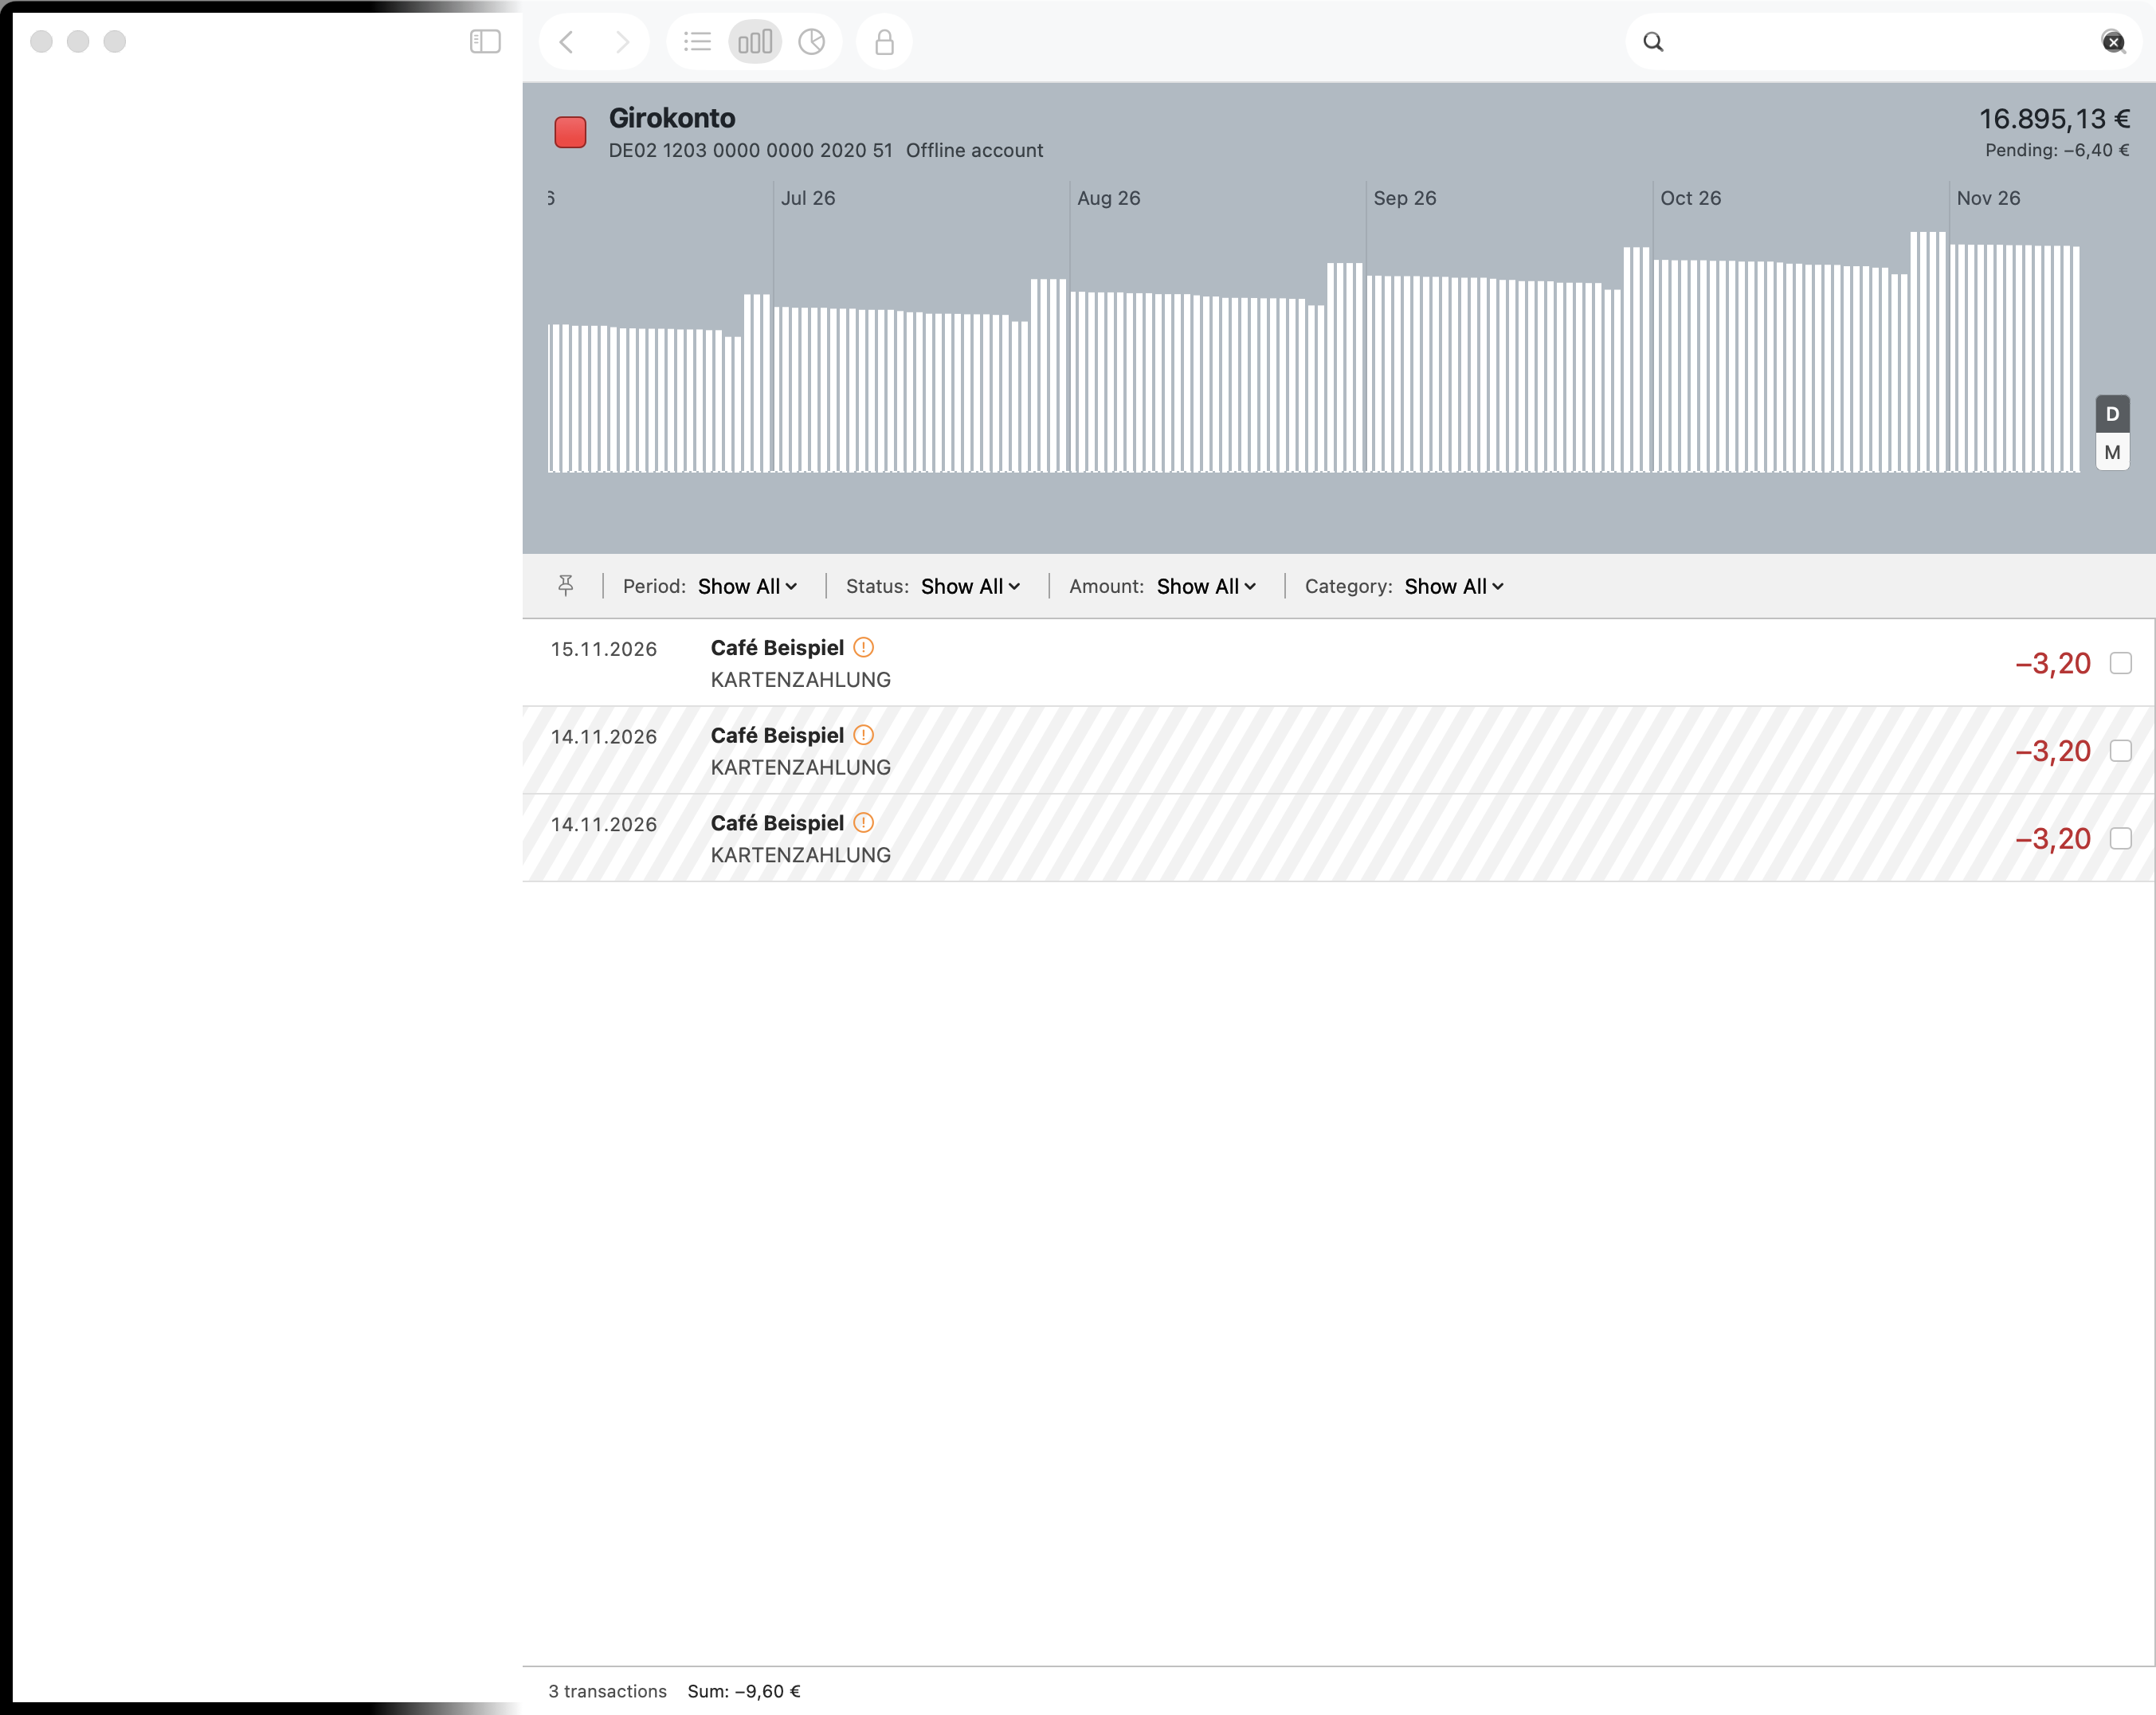 Girokonto
16.895,13 €
DE02 1203 0000 0000 2020 51 Offline account
Pending: −6,40 €
6
Jul 26
Aug 26
Sep 26
Oct 26
Nov 26
D
M
Period: Show All
Status: Show All
Amount: Show All
Category: Show All
15.11.2026
Café Beispiel
KARTENZAHLUNG
−3,20
14.11.2026
Café Beispiel
KARTENZAHLUNG
−3,20
14.11.2026
Café Beispiel
KARTENZAHLUNG
−3,20
3 transactions Sum: −9,60 €